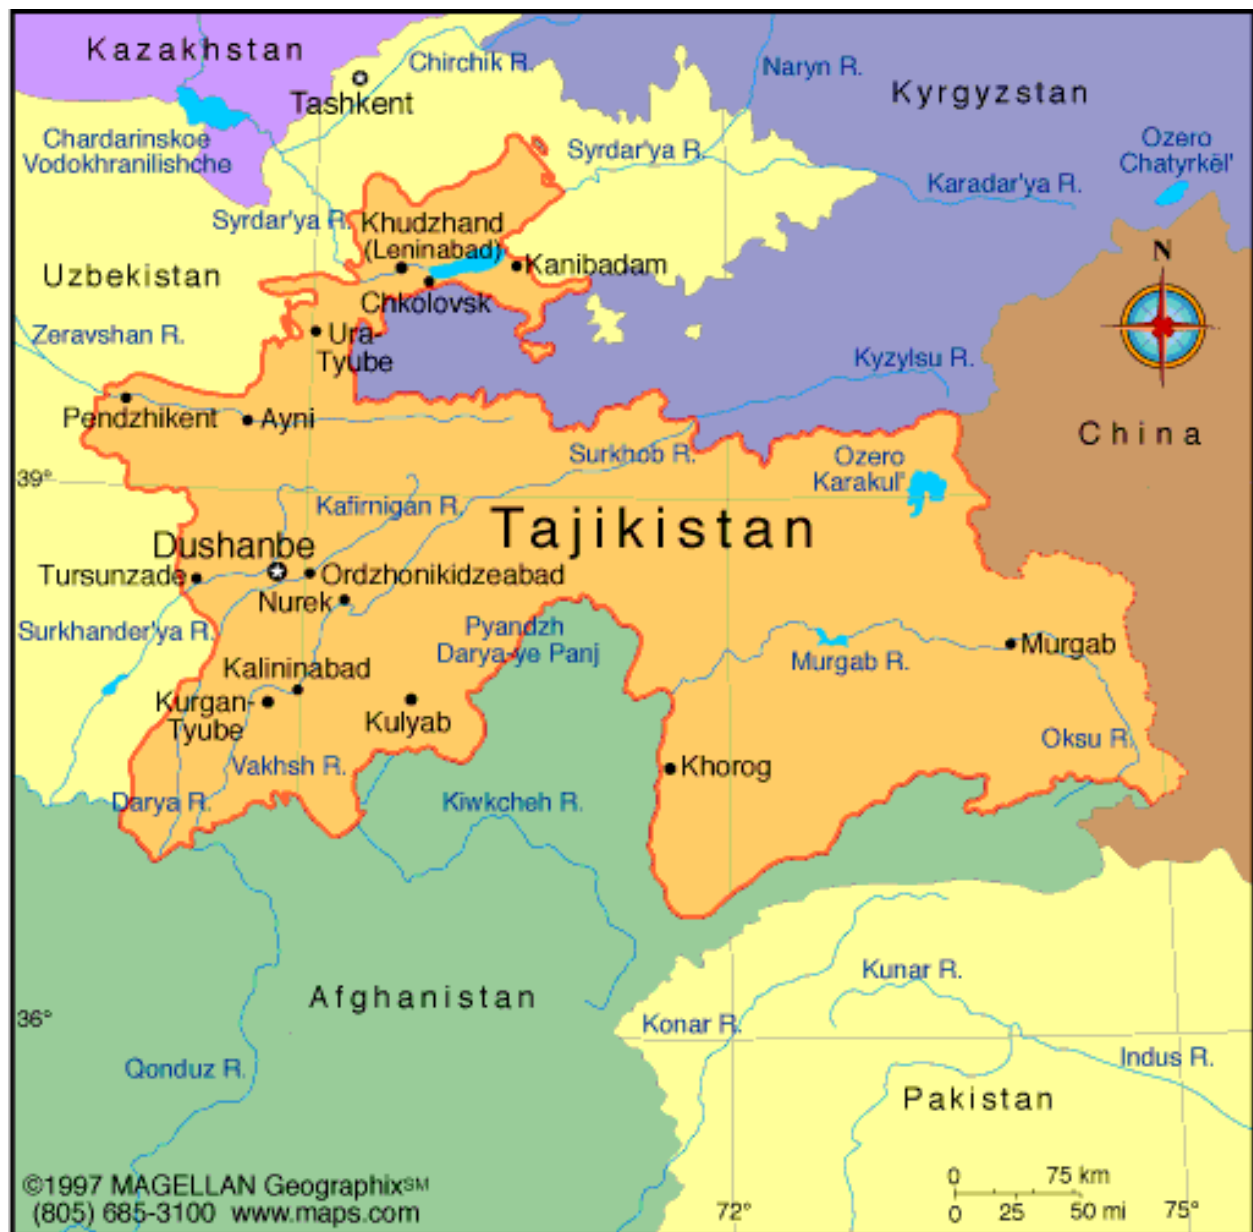 Kazakhstan
Chirchik R.
Naryn R.
Kyrgyzstan
Tashkent
Chardarinskoe
Vodokhranilishche
Syrdar'ya R.
Ozero
Chatyrkël'
Karadar'ya R.
Syrdar'ya R.
Khudzhand
(Leninabad)
N
Uzbekistan
Kanibadam
Chkolovsk
Zeravshan R.
Ura-
Tyube
Kyzylsu R.
Pendzhikent
Ayni
China
Surkhob R.
Ozero
Karakul'
39°
Kafirnigan R.
Tajikistan
Dushanbe
Tursunzade
Ordzhonikidzeabad
Nurek
Surkhander'ya R.
Pyandzh
Darya-ye Panj
Murgab R.
Murgab
Kalininabad
Kurgan-
Tyube
Kulyab
Oksu R.
Vakhsh R.
Khorog
Darya R.
Kiwkcheh R.
Afghanistan
Kunar R.
36°
Konar R.
Indus R.
Qonduz R.
Pakistan
©1997 MAGELLAN Geographix℠
(805) 685-3100 www.maps.com
0 75 km
0 25 50 mi
72°
75°